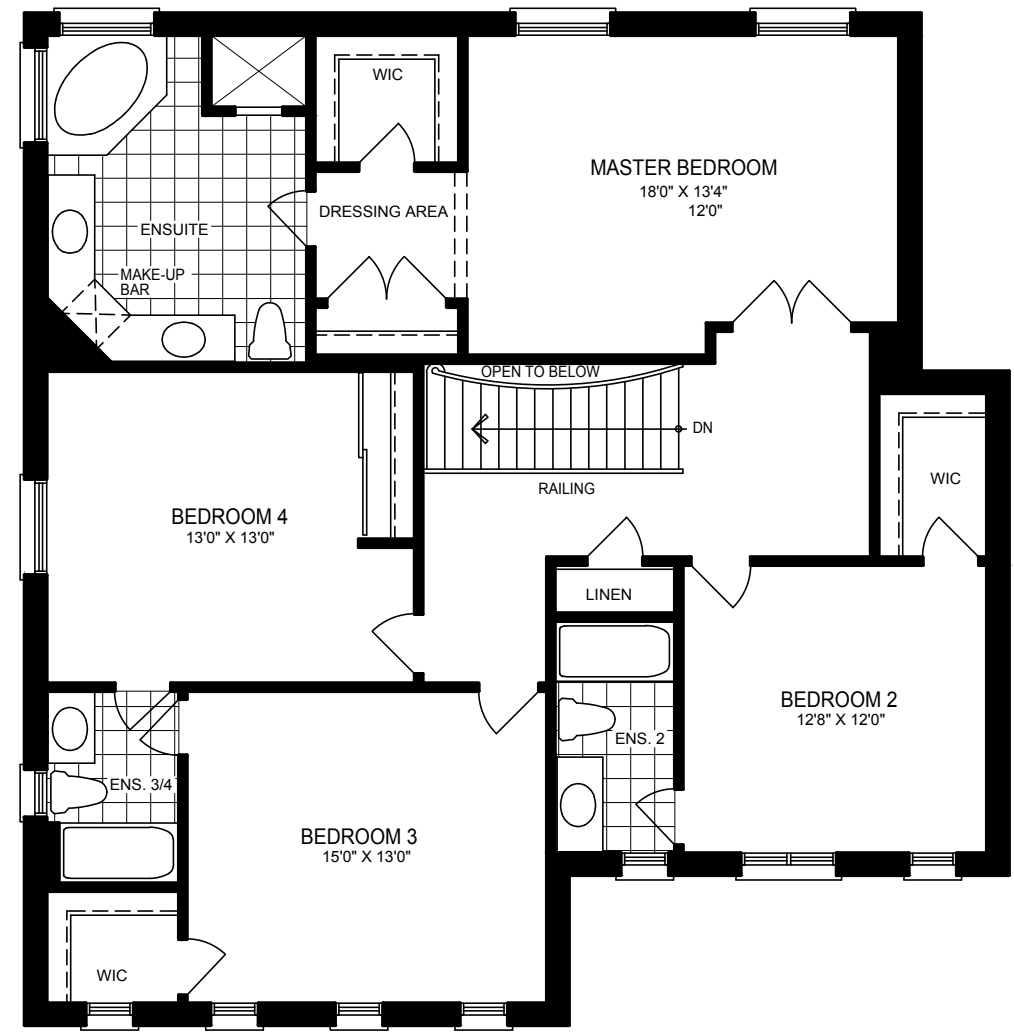 WIC
MASTER BEDROOM
18'0" X 13'4"
12'0"
DRESSING AREA
ENSUITE
MAKE-UP
BAR
OPEN TO BELOW
DN
RAILING
WIC
BEDROOM 4
13'0" X 13'0"
LINEN
BEDROOM 2
12'8" X 12'0"
ENS. 2
ENS. 3/4
BEDROOM 3
15'0" X 13'0"
WIC